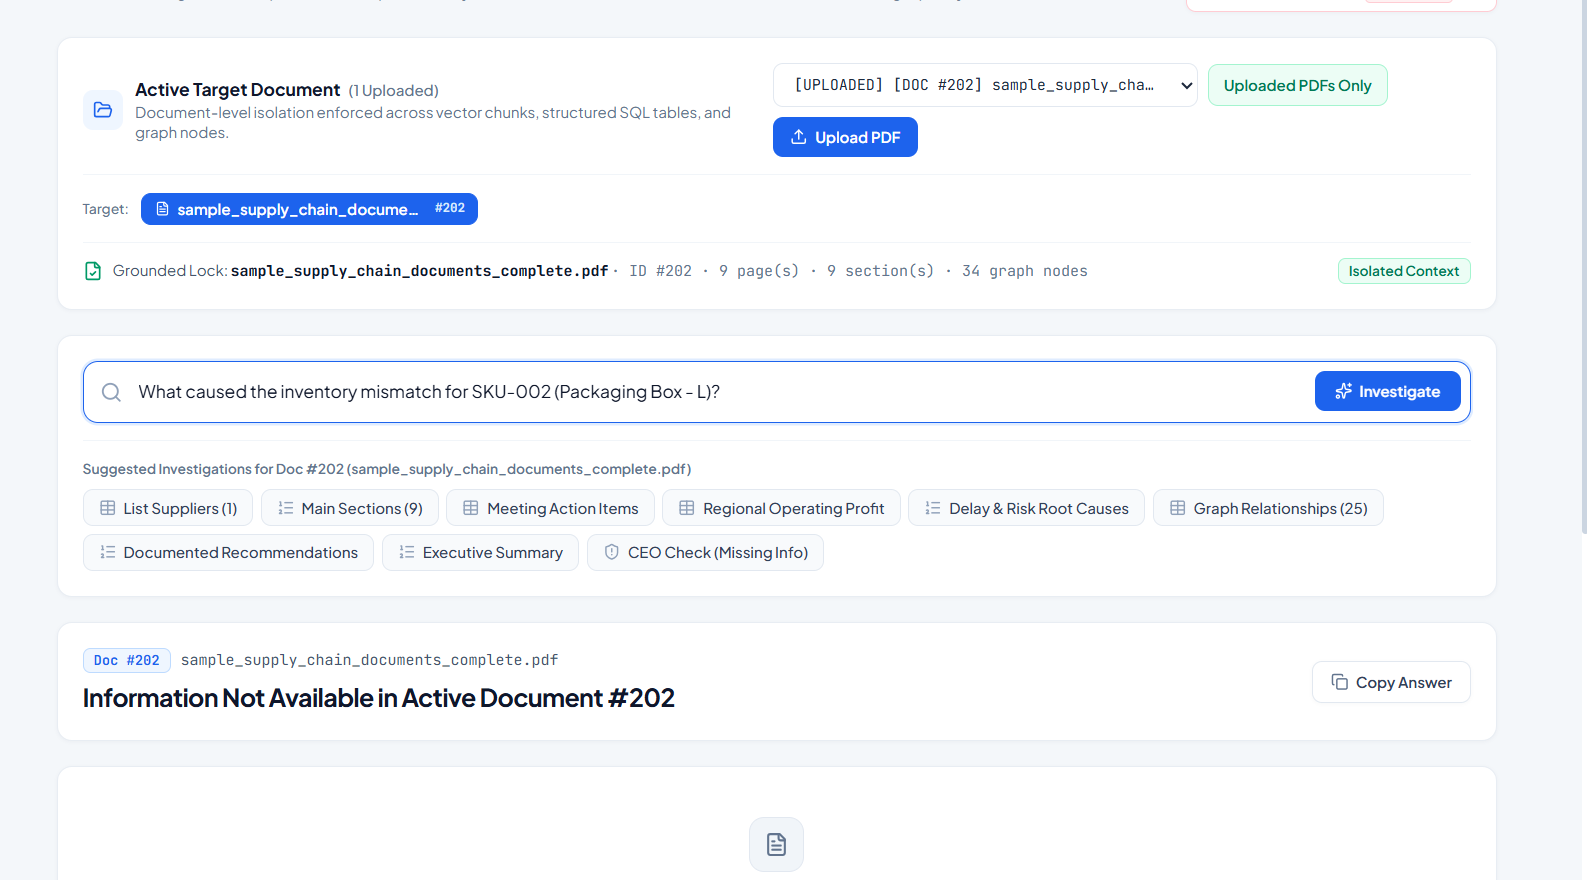 Active Target Document (1 Uploaded)
Document-level isolation enforced across vector chunks, structured SQL tables, and
graph nodes.
[UPLOADED] [DOC #202] sample_supply_cha…
Uploaded PDFs Only
Upload PDF
Target:
sample_supply_chain_docume… #202
Grounded Lock: sample_supply_chain_documents_complete.pdf · ID #202 · 9 page(s) · 9 section(s) · 34 graph nodes
Isolated Context
What caused the inventory mismatch for SKU-002 (Packaging Box - L)?
Investigate
Suggested Investigations for Doc #202 (sample_supply_chain_documents_complete.pdf)
List Suppliers (1)
Main Sections (9)
Meeting Action Items
Regional Operating Profit
Delay & Risk Root Causes
Graph Relationships (25)
Documented Recommendations
Executive Summary
CEO Check (Missing Info)
Doc #202 sample_supply_chain_documents_complete.pdf
Information Not Available in Active Document #202
Copy Answer